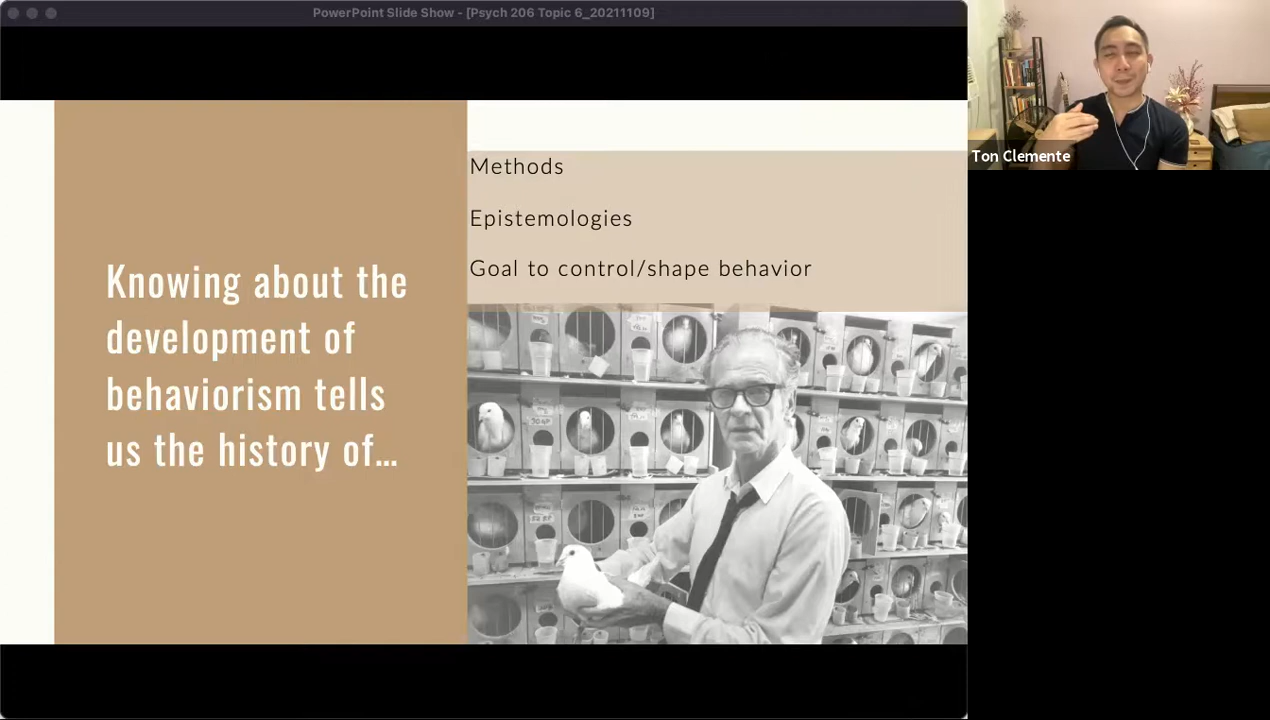 PowerPoint Slide Show - [Psych 206 Topic 6_20211109]
Methods
Epistemologies
Goal to control/shape behavior
Knowing about the
development of
behaviorism tells
us the history of...
Ton Clemente